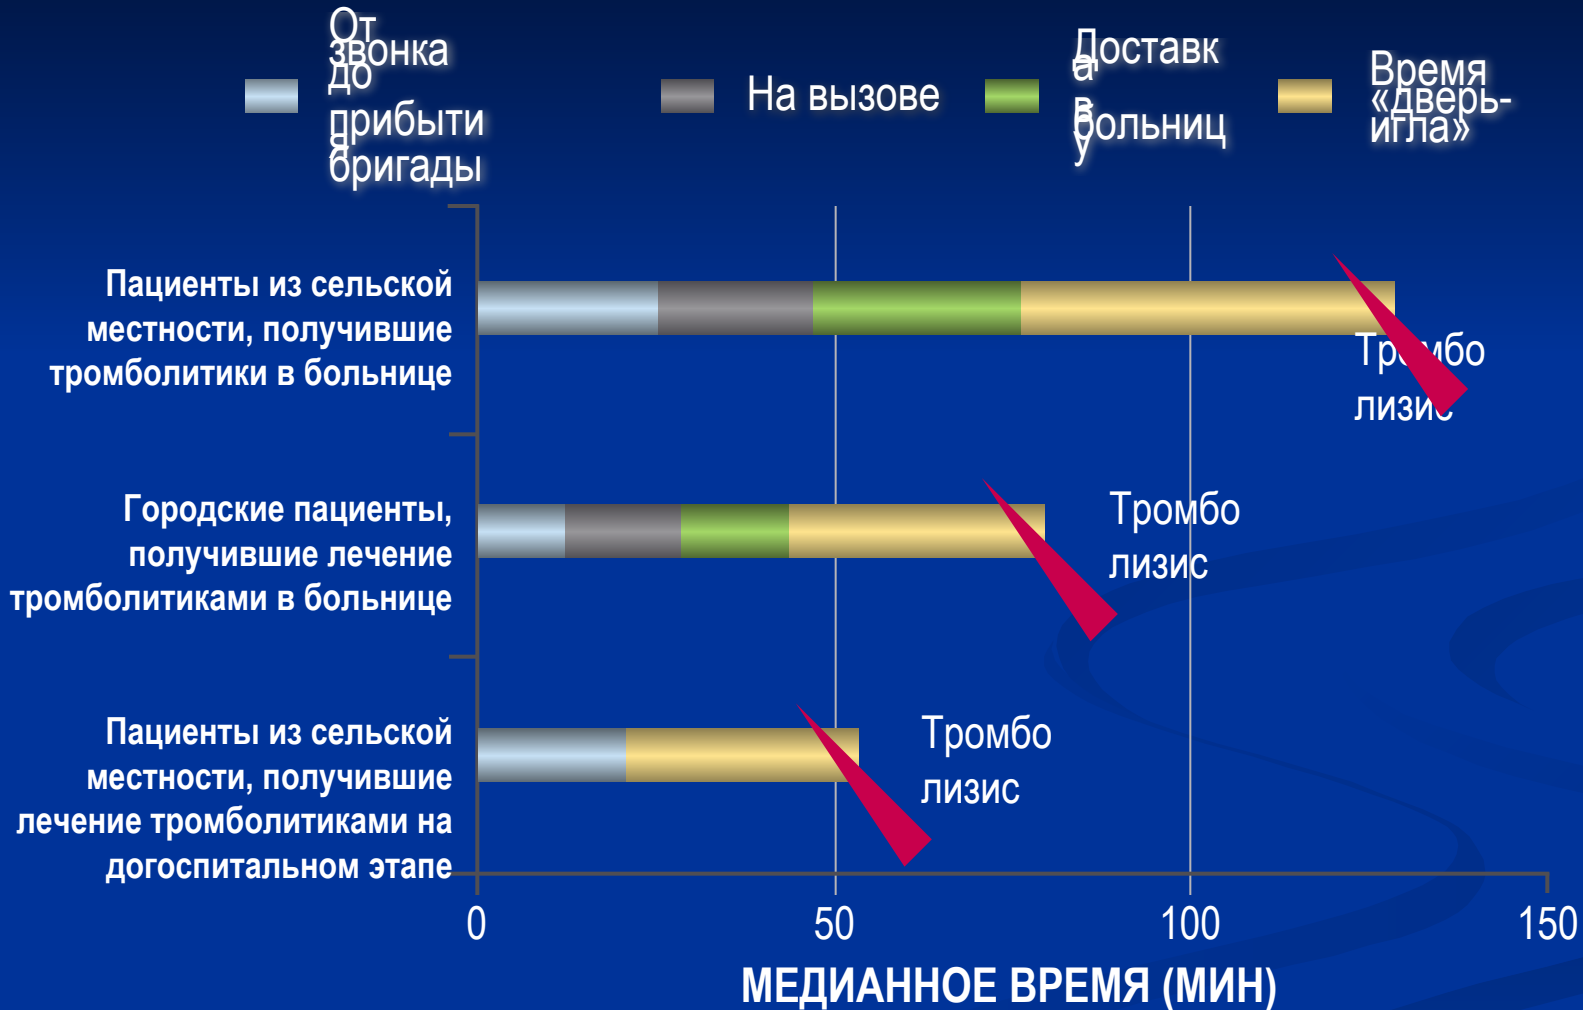 От
звонка
до
прибыти
я
бригады
На вызове
Доставк
а
в
больниц
у
Время
«дверь-
игла»
Пациенты из сельской
местности, получившие
тромболитики в больнице
Тромбо
лизис
Городские пациенты,
получившие лечение
тромболитиками в больнице
Тромбо
лизис
Пациенты из сельской
местности, получившие
лечение тромболитиками на
догоспитальном этапе
Тромбо
лизис
0
50
100
150
МЕДИАННОЕ ВРЕМЯ (МИН)